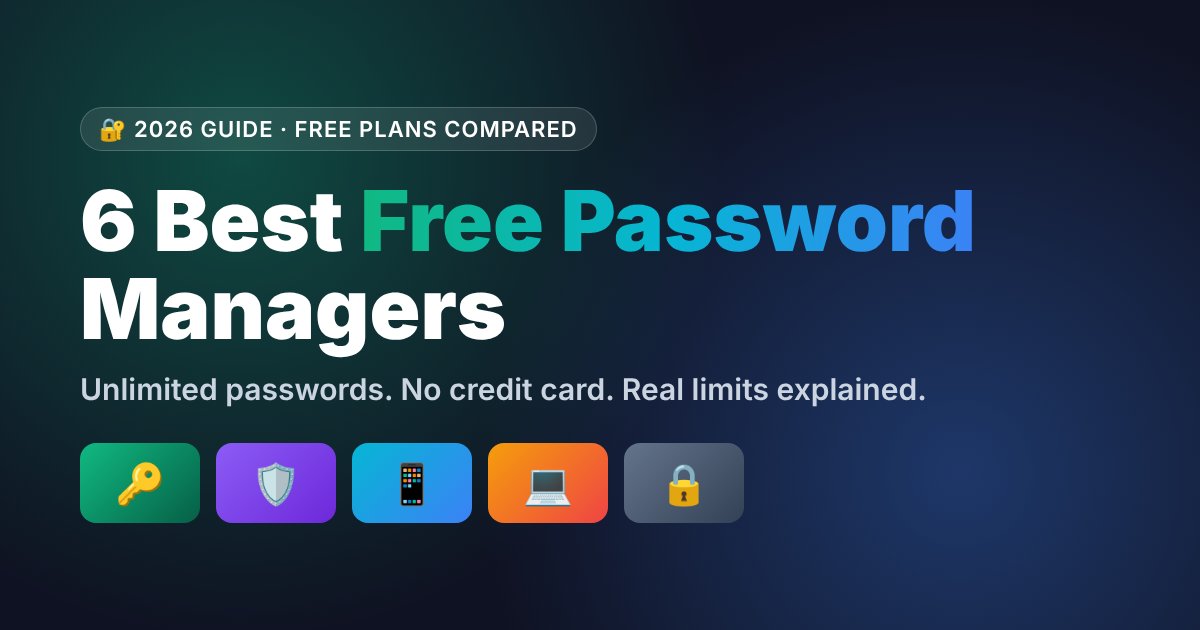 2026 GUIDE · FREE PLANS COMPARED
6 Best Free Password
Managers
Unlimited passwords. No credit card. Real limits explained.